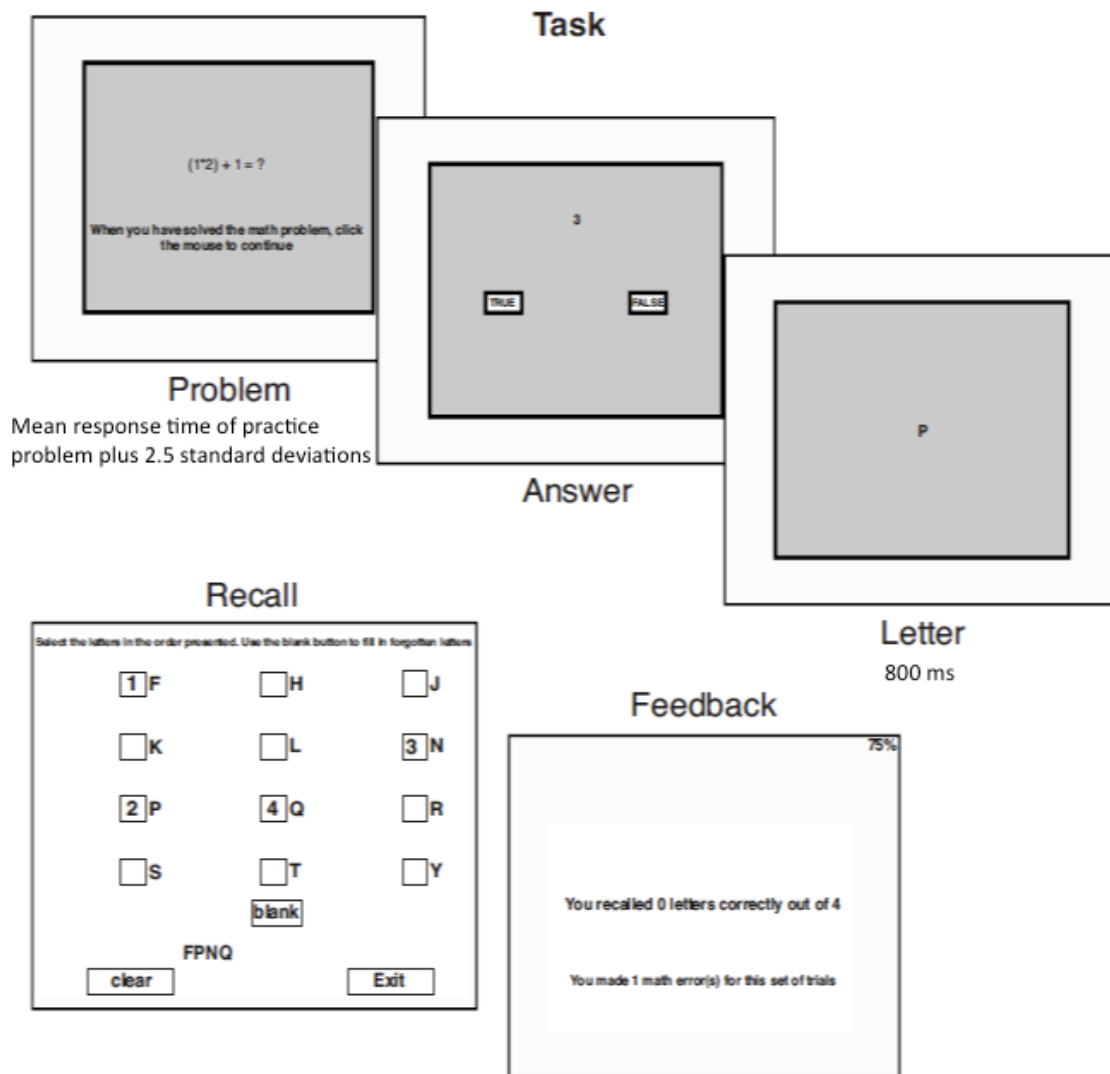 Task
(1*2) + 1 = ?
When you have solved the math problem, click
the mouse to continue
Problem
Mean response time of practice
problem plus 2.5 standard deviations
3
TRUE
FALSE
Answer
P
Letter
800 ms
Recall
Select the letters in the order presented. Use the blank button to fill in forgotten letters
1 F
H
J
K
L
3 N
2 P
4 Q
R
S
T
Y
blank
FPNQ
clear
Exit
Feedback
75%
You recalled 0 letters correctly out of 4
You made 1 math error(s) for this set of trials